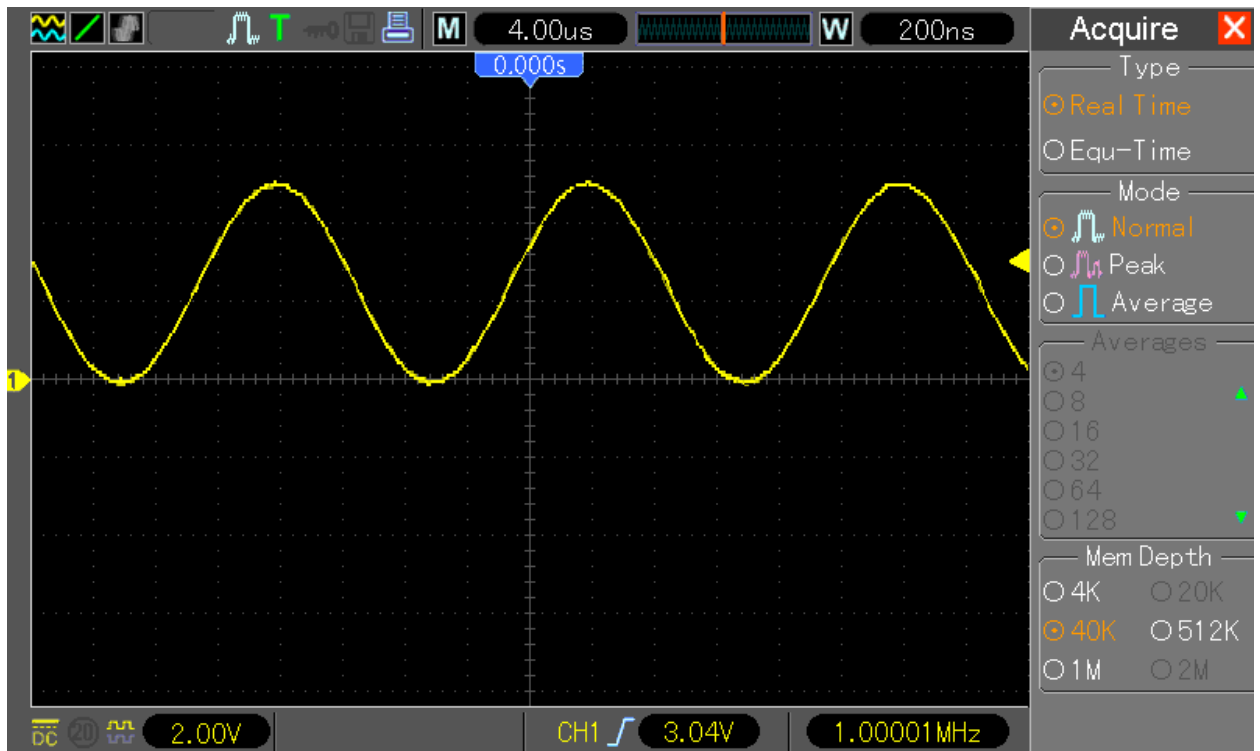 T M 4.00us W 200ns
0.000s
1
DC 2D 2.00V CH1 3.04V 1.00001MHz
Acquire X
Type
Real Time
Equ-Time
Mode
Normal
Peak
Average
Averages
4
8
16
32
64
128
Mem Depth
4K 20K
40K 512K
1M 2M